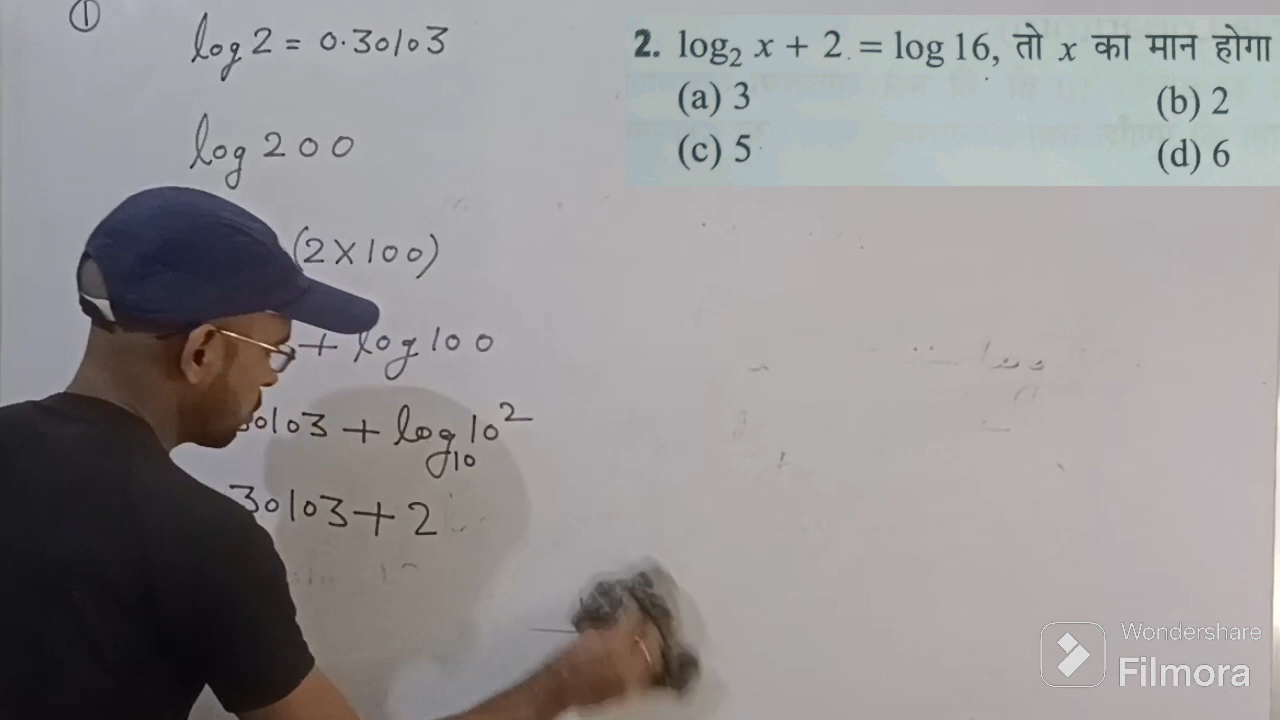 ①
log 2 = 0.30103
log 200
(2 X 100)
+ log 100
30103 + log₁₀ 10²
30103 + 2
2. log₂ x + 2 = log 16, तो x का मान होगा
(a) 3 (b) 2
(c) 5 (d) 6
Wondershare
Filmora